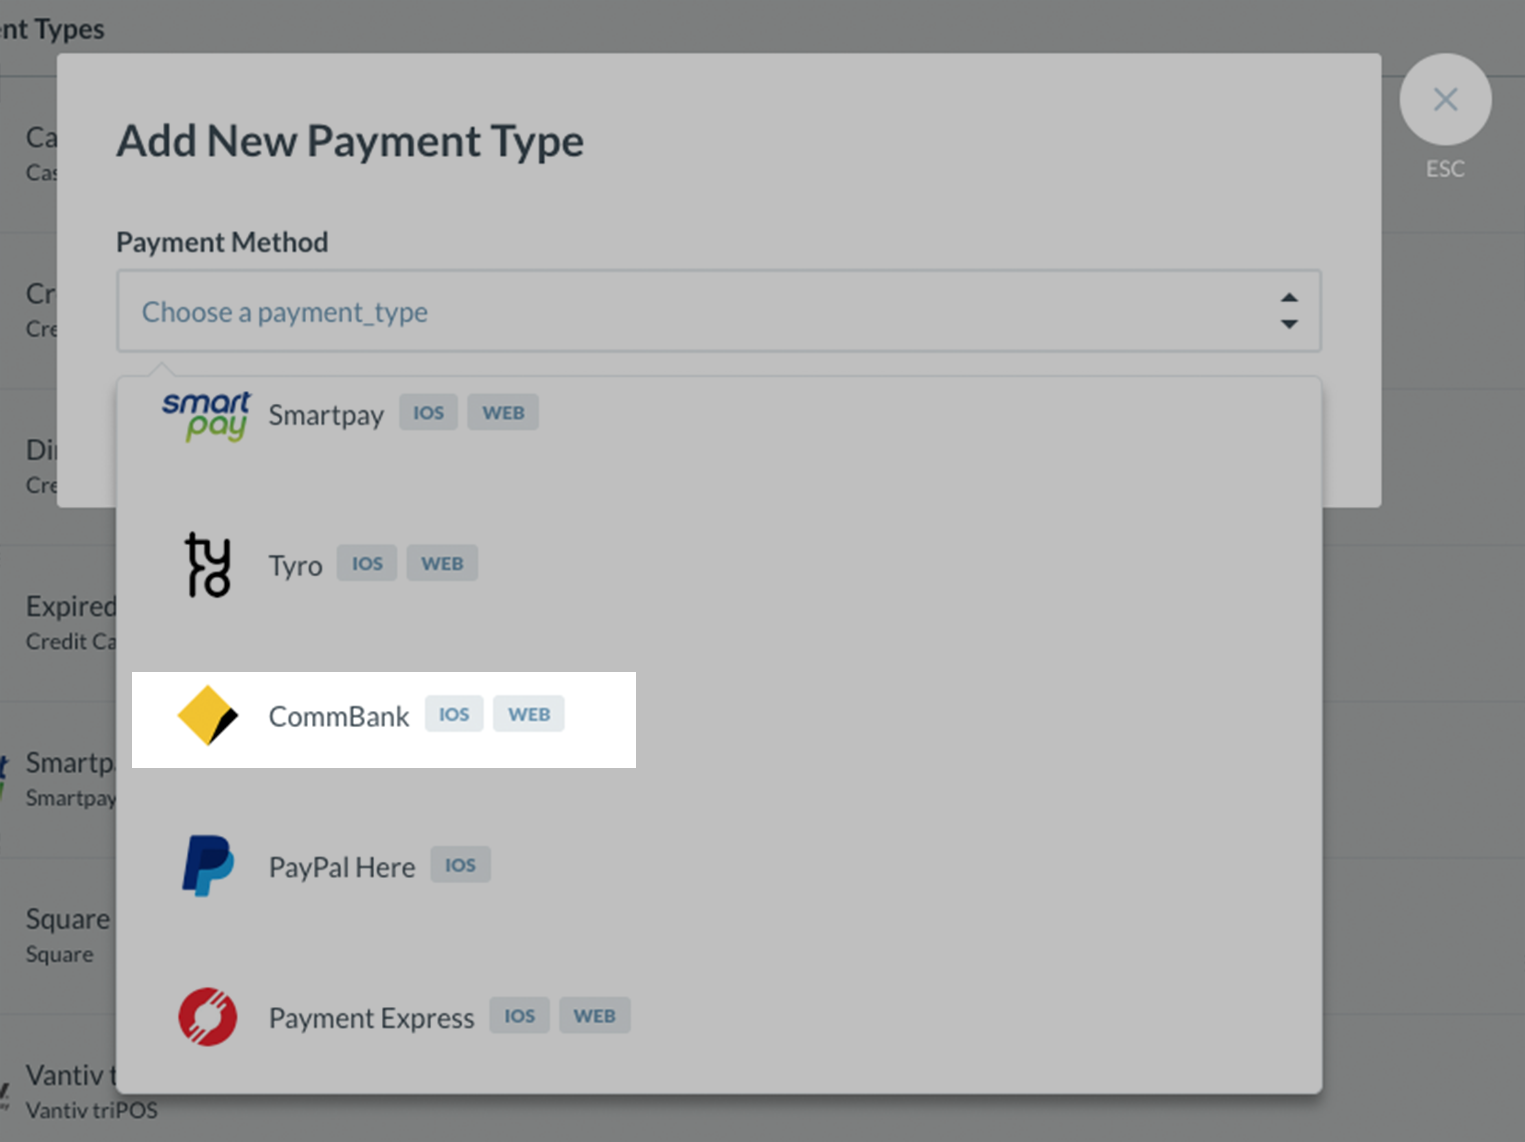 nt Types
Add New Payment Type
ESC
Payment Method
Choose a payment_type
smart
pay
Smartpay IOS WEB
tyro
Tyro IOS WEB
CommBank IOS WEB
PayPal Here IOS
Payment Express IOS WEB
Ca
Cas
Cr
Cre
Di
Cre
Expired
Credit Ca
Smartp
Smartpay
Square
Square
Vantiv t
Vantiv triPOS